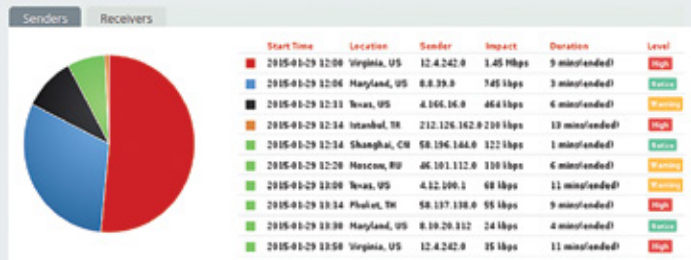 Senders Receivers
Start Time Location Sender Impact Duration Level
2015-01-29 12:00 Virginia, US 12.4.242.0 1.45 Mbps 9 mins(ended) High
2015-01-29 12:06 Maryland, US 8.8.39.0 745 kbps 3 mins(ended) Notice
2015-01-29 12:11 Texas, US 4.166.16.0 464 kbps 6 mins(ended) Warning
2015-01-29 12:14 Istanbul, TR 212.126.162.0 210 kbps 13 mins(ended) High
2015-01-29 12:14 Shanghai, CN 58.196.144.0 122 kbps 1 mins(ended) Notice
2015-01-29 12:20 Moscow, RU 46.101.112.0 110 kbps 6 mins(ended) Warning
2015-01-29 13:00 Texas, US 4.12.100.1 68 kbps 11 mins(ended) Warning
2015-01-29 13:14 Phuket, TH 58.137.138.0 55 kbps 9 mins(ended) High
2015-01-29 13:30 Maryland, US 8.10.20.112 24 kbps 4 mins(ended) Notice
2015-01-29 13:50 Virginia, US 12.4.242.0 15 kbps 11 mins(ended) High